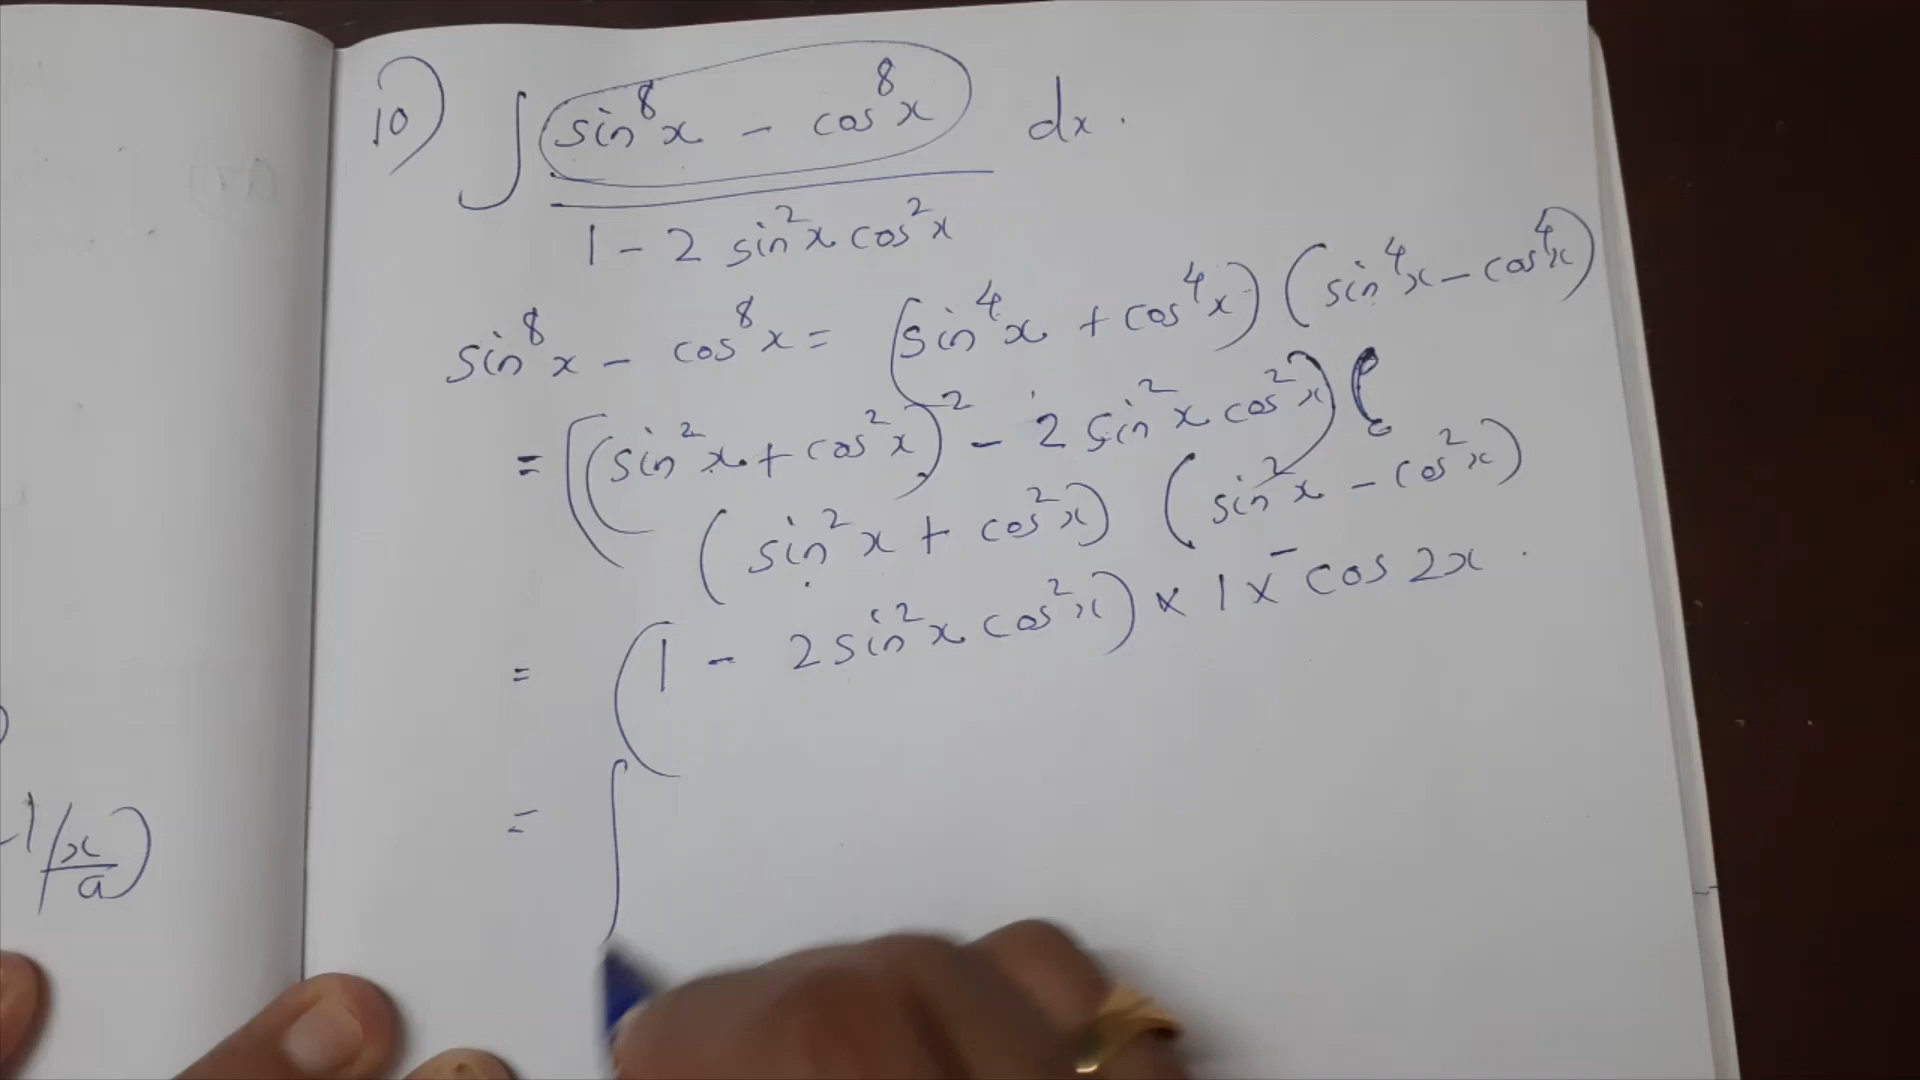 10) ∫ sin⁸x - cos⁸x dx.
1 - 2 sin²x cos²x
sin⁸x - cos⁸x = (sin⁴x + cos⁴x) (sin⁴x - cos⁴x)
= ((sin²x + cos²x)² - 2 sin²x cos²x) (
(sin²x + cos²x) (sin²x - cos²x)
= (1 - 2 sin²x cos²x) × 1 × - cos 2x.
= ∫
-1 (x/a)